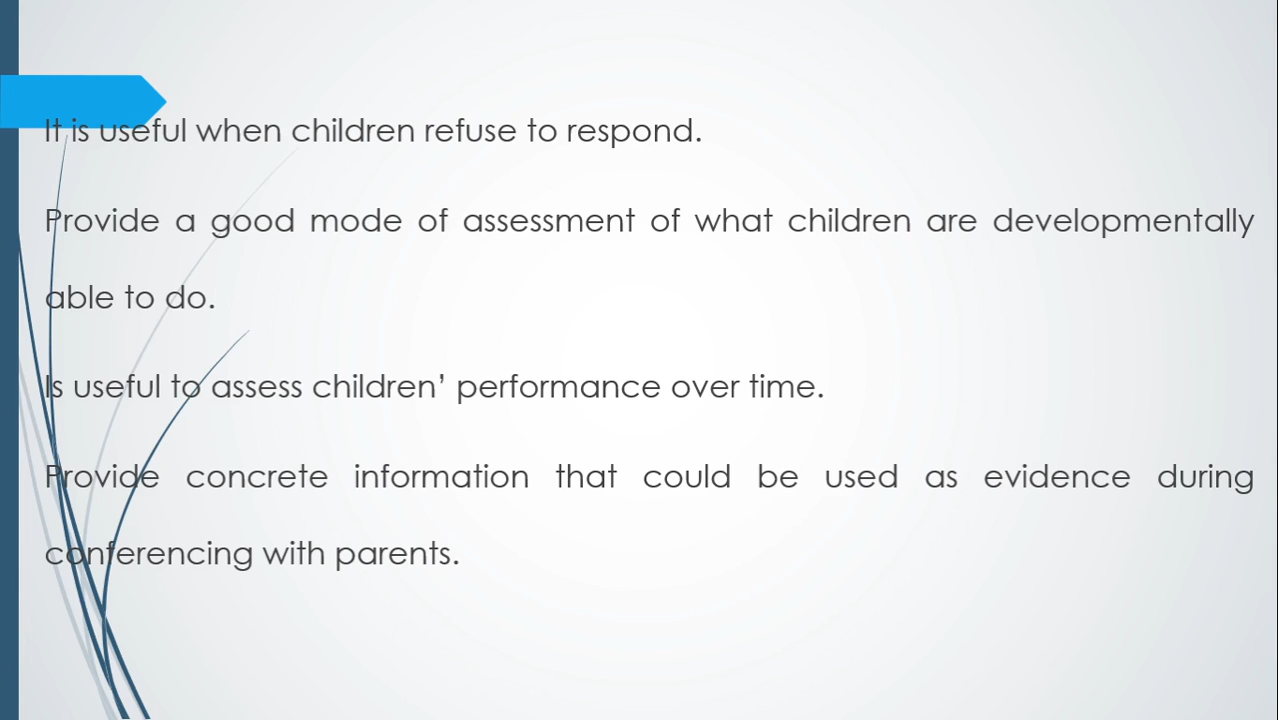 It is useful when children refuse to respond.
Provide a good mode of assessment of what children are developmentally
able to do.
Is useful to assess children’ performance over time.
Provide concrete information that could be used as evidence during
conferencing with parents.